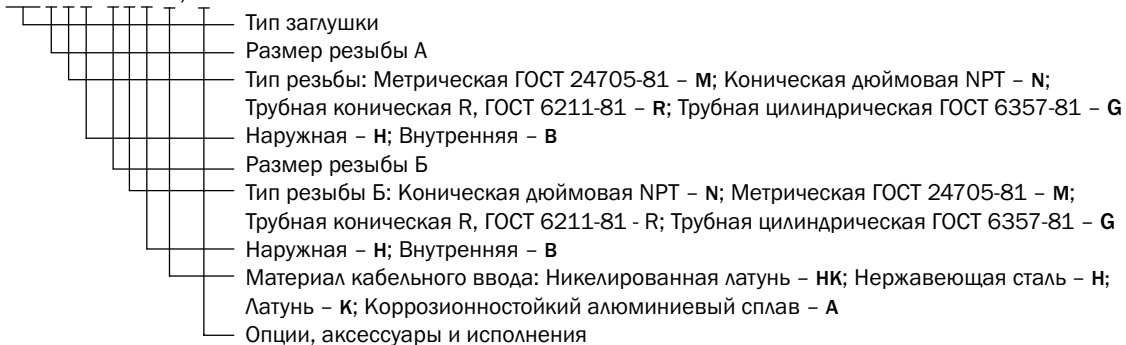 Тип заглушки
Размер резыбы А
Тип резьбы: Метрическая ГОСТ 24705-81 – М; Коническая дюймовая NPT – N;
Трубная коническая R, ГОСТ 6211-81 – R; Трубная цилиндрическая ГОСТ 6357-81 – G
Наружная – Н; Внутренняя – В
Размер резыбы Б
Тип резыбы Б: Коническая дюймовая NPT – N; Метрическая ГОСТ 24705-81 – М;
Трубная коническая R, ГОСТ 6211-81 - R; Трубная цилиндрическая ГОСТ 6357-81 – G
Наружная – Н; Внутренняя – В
Материал кабельного ввода: Никелированная латунь – НК; Нержавеющая сталь – Н;
Латунь – К; Коррозионностойкий алюминиевый сплав – А
Опции, аксессуары и исполнения